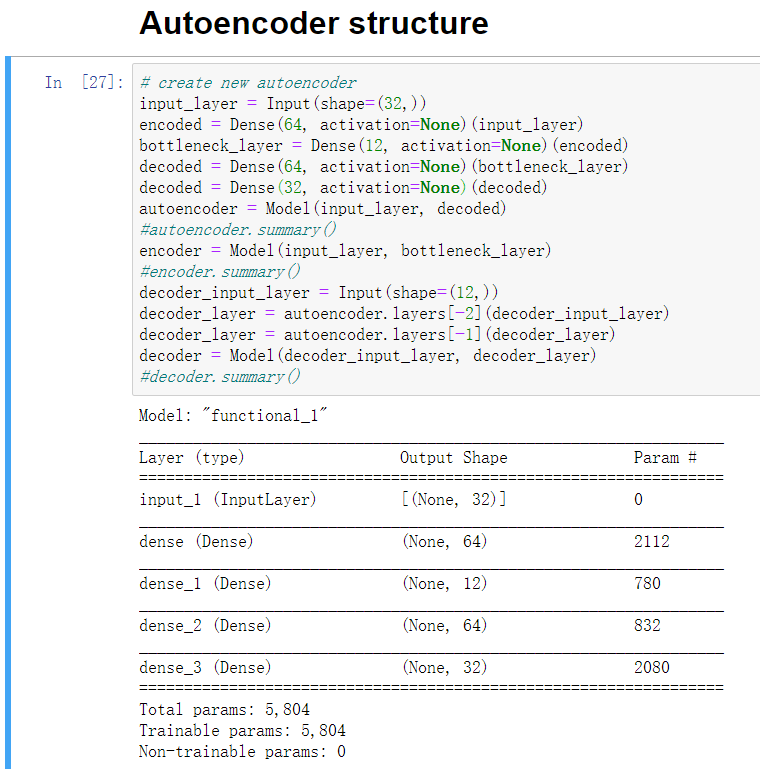 Autoencoder structure
In [27]:
# create new autoencoder
input_layer = Input(shape=(32,))
encoded = Dense(64, activation=None)(input_layer)
bottleneck_layer = Dense(12, activation=None)(encoded)
decoded = Dense(64, activation=None)(bottleneck_layer)
decoded = Dense(32, activation=None)(decoded)
autoencoder = Model(input_layer, decoded)
#autoencoder.summary()
encoder = Model(input_layer, bottleneck_layer)
#encoder.summary()
decoder_input_layer = Input(shape=(12,))
decoder_layer = autoencoder.layers[-2](decoder_input_layer)
decoder_layer = autoencoder.layers[-1](decoder_layer)
decoder = Model(decoder_input_layer, decoder_layer)
#decoder.summary()
Model: "functional_1"
Layer (type) Output Shape Param #
input_1 (InputLayer) [(None, 32)] 0
dense (Dense) (None, 64) 2112
dense_1 (Dense) (None, 12) 780
dense_2 (Dense) (None, 64) 832
dense_3 (Dense) (None, 32) 2080
Total params: 5,804
Trainable params: 5,804
Non-trainable params: 0